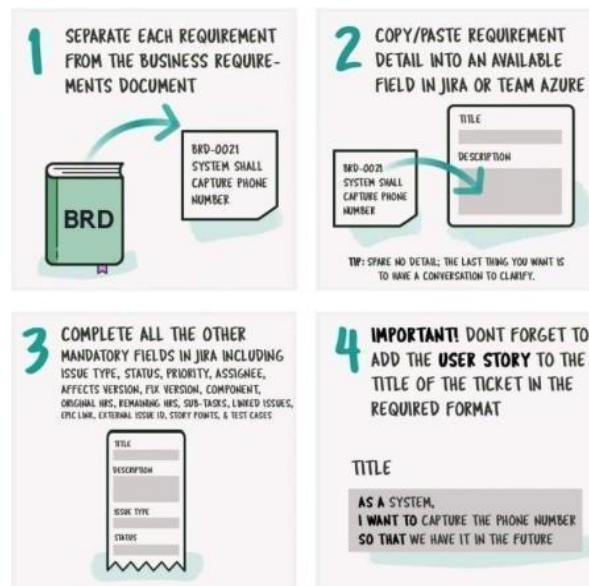 1
SEPARATE EACH REQUIREMENT
FROM THE BUSINESS REQUIRE-
MENTS DOCUMENT
BRD
BRD-0021
SYSTEM SHALL
CAPTURE PHONE
NUMBER
2
COPY/PASTE REQUIREMENT
DETAIL INTO AN AVAILABLE
FIELD IN JIRA OR TEAM AZURE
BRD-0021
SYSTEM SHALL
CAPTURE PHONE
NUMBER
TITLE
DESCRIPTION
TIP: SPARE NO DETAIL; THE LAST THING YOU WANT IS
TO HAVE A CONVERSATION TO CLARIFY.
3
COMPLETE ALL THE OTHER
MANDATORY FIELDS IN JIRA INCLUDING
ISSUE TYPE, STATUS, PRIORITY, ASSIGNEE,
AFFECTS VERSION, FIX VERSION, COMPONENT,
ORIGINAL HRS, REMAINING HRS, SUB-TASKS, LINKED ISSUES,
EPIC LINK, EXTERNAL ISSUE ID, STORY POINTS, & TEST CASES
TITLE
DESCRIPTION
ISSUE TYPE
STATUS
4
IMPORTANT! DONT FORGET TO
ADD THE USER STORY TO THE
TITLE OF THE TICKET IN THE
REQUIRED FORMAT
TITLE
AS A SYSTEM,
I WANT TO CAPTURE THE PHONE NUMBER
SO THAT WE HAVE IT IN THE FUTURE